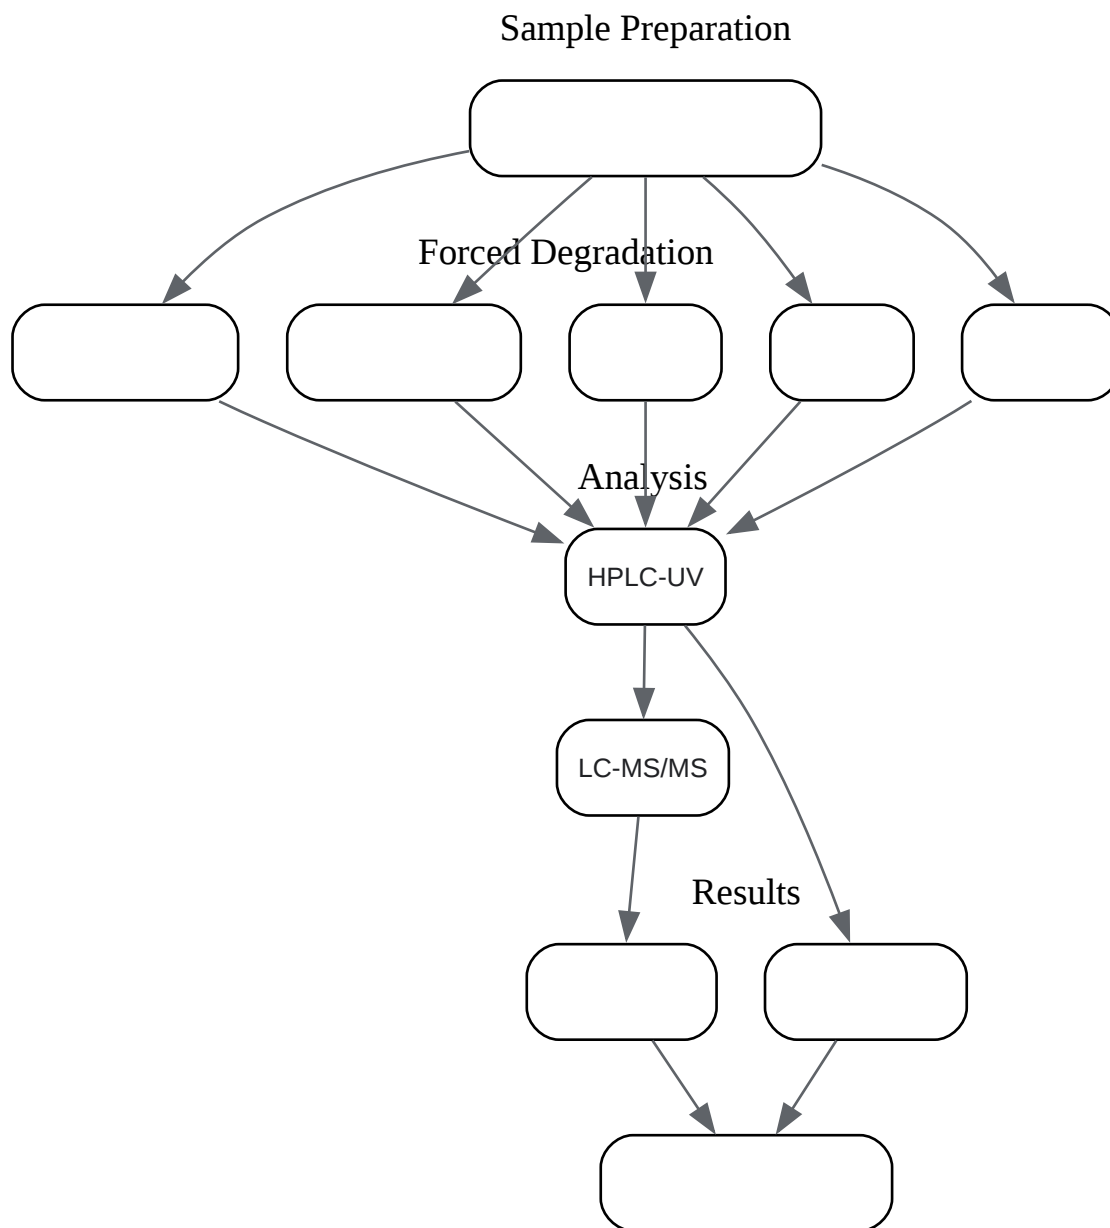 Sample Preparation
Forced Degradation
Analysis
HPLC-UV
LC-MS/MS
Results